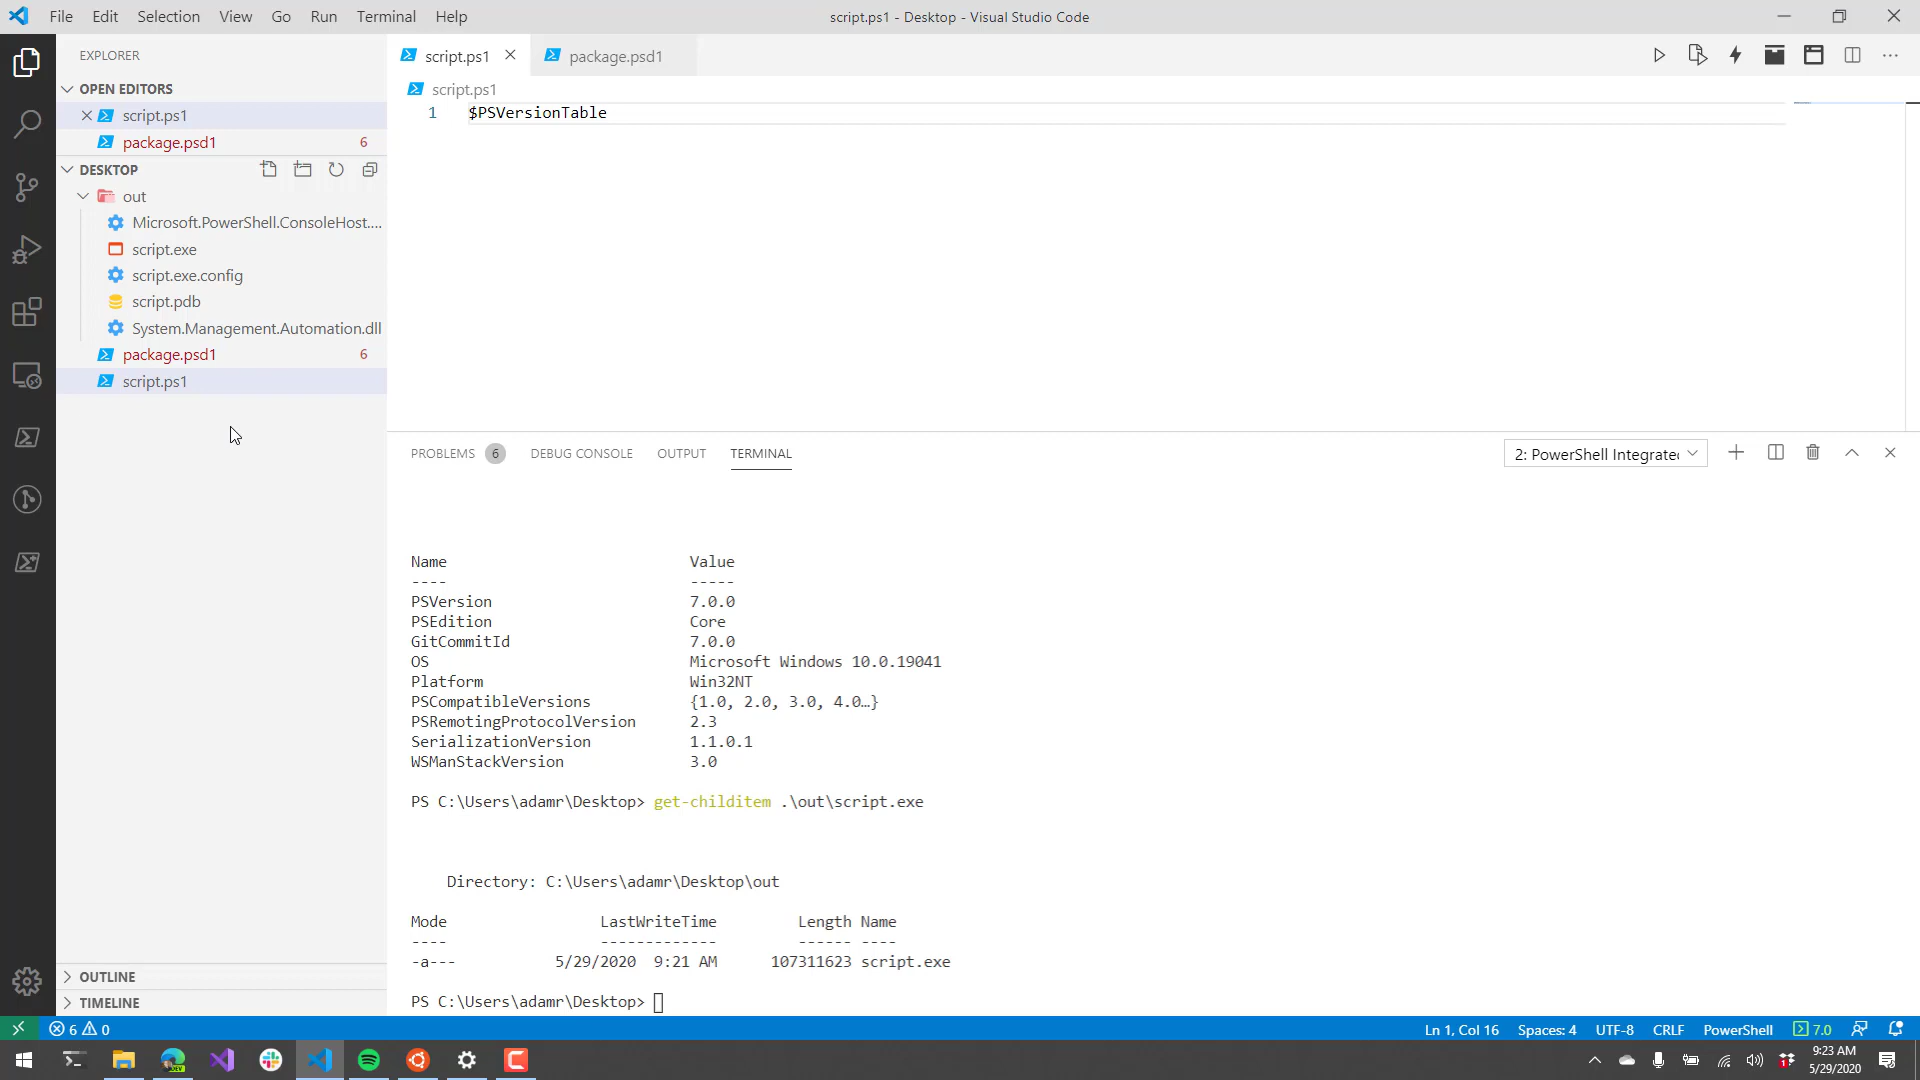 File Edit Selection View Go Run Terminal Help
script.ps1 - Desktop - Visual Studio Code
EXPLORER
OPEN EDITORS
script.ps1
package.psd1 6
DESKTOP
out
Microsoft.PowerShell.ConsoleHost....
script.exe
script.exe.config
script.pdb
System.Management.Automation.dll
package.psd1 6
script.ps1
OUTLINE
TIMELINE
script.ps1 package.psd1
script.ps1
1 $PSVersionTable
PROBLEMS 6 DEBUG CONSOLE OUTPUT TERMINAL
2: PowerShell Integrated
Name Value
---- -----
PSVersion 7.0.0
PSEdition Core
GitCommitId 7.0.0
OS Microsoft Windows 10.0.19041
Platform Win32NT
PSCompatibleVersions {1.0, 2.0, 3.0, 4.0…}
PSRemotingProtocolVersion 2.3
SerializationVersion 1.1.0.1
WSManStackVersion 3.0
PS C:\Users\adamr\Desktop> get-childitem .\out\script.exe
Directory: C:\Users\adamr\Desktop\out
Mode LastWriteTime Length Name
---- ------------- ------ ----
-a--- 5/29/2020 9:21 AM 107311623 script.exe
PS C:\Users\adamr\Desktop>
6 0
Ln 1, Col 16 Spaces: 4 UTF-8 CRLF PowerShell 7.0
9:23 AM
5/29/2020